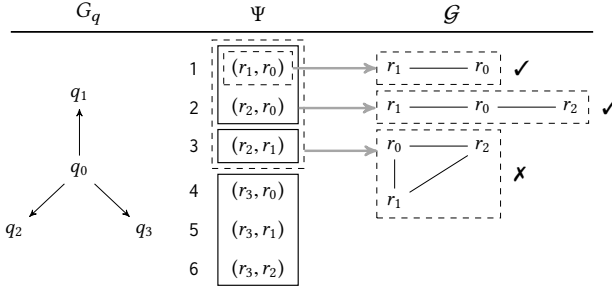 G_q Ψ 𝒢
1 (r_1, r_0) r_1 r_0 ✓
q_1
2 (r_2, r_0) r_1 r_0 r_2 ✓
3 (r_2, r_1) r_0 r_2
q_0 ✗
4 (r_3, r_0) r_1
q_2 q_3 5 (r_3, r_1)
6 (r_3, r_2)